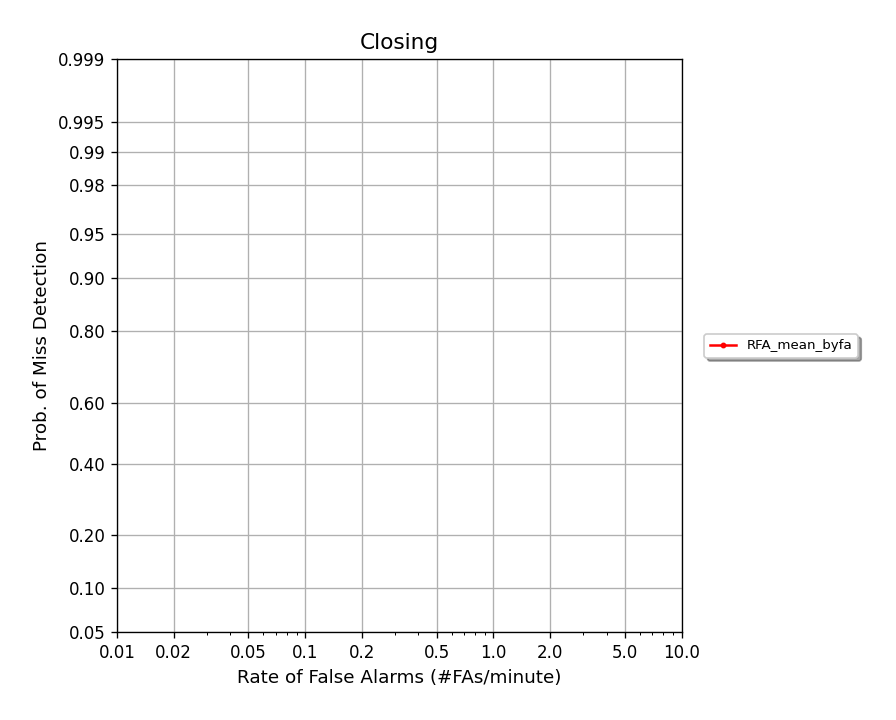 Closing
0.999
0.995
0.99
0.98
0.95
0.90
0.80
0.60
0.40
0.20
0.10
0.05
Prob. of Miss Detection
0.01 0.02 0.05 0.1 0.2 0.5 1.0 2.0 5.0 10.0
Rate of False Alarms (#FAs/minute)
RFA_mean_byfa